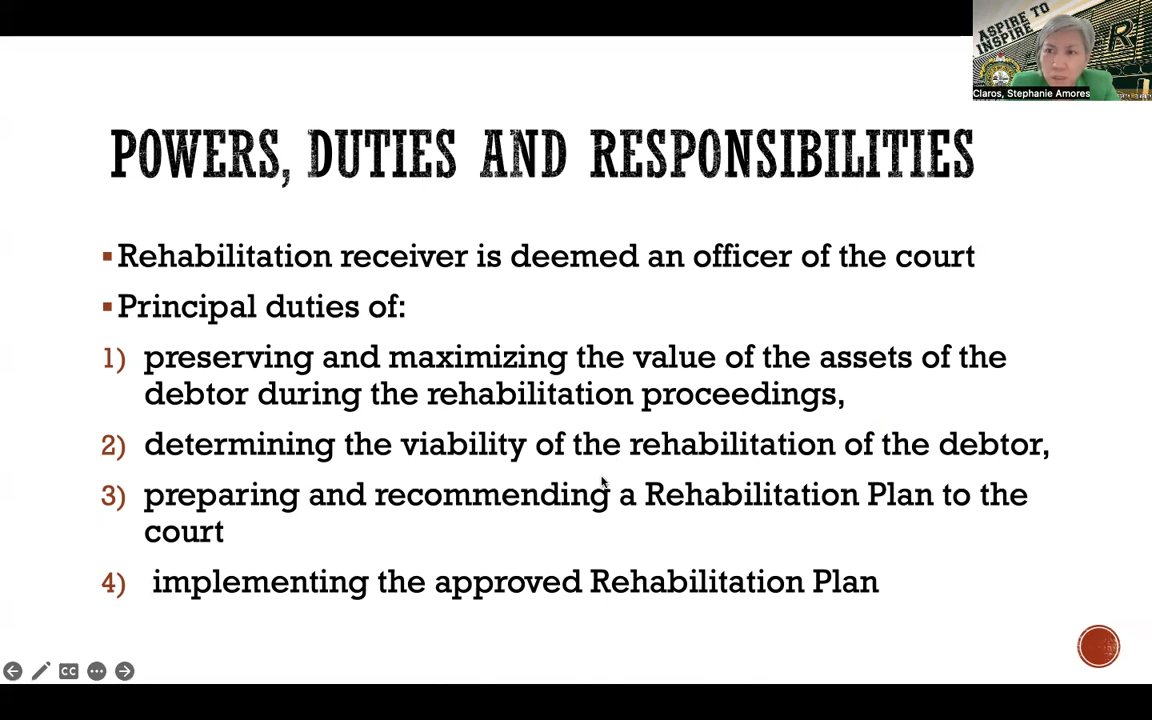 ASPIRE TO
INSPIRE
R
Claros, Stephanie Amores
POWERS, DUTIES AND RESPONSIBILITIES
▪Rehabilitation receiver is deemed an officer of the court
▪Principal duties of:
1) preserving and maximizing the value of the assets of the
debtor during the rehabilitation proceedings,
2) determining the viability of the rehabilitation of the debtor,
3) preparing and recommending a Rehabilitation Plan to the
court
4) implementing the approved Rehabilitation Plan
CC